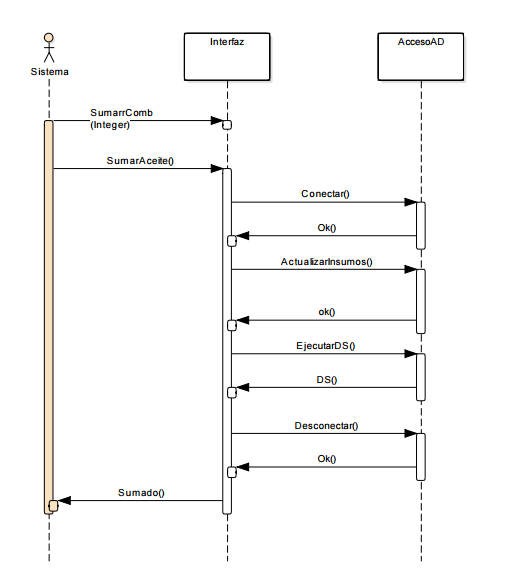 Interfaz
AccesoAD
Sistema
SumarrComb
(Integer)
SumarAceite()
Conectar()
Ok()
ActualizarInsumos()
ok()
EjecutarDS()
DS()
Desconectar()
Ok()
Sumado()